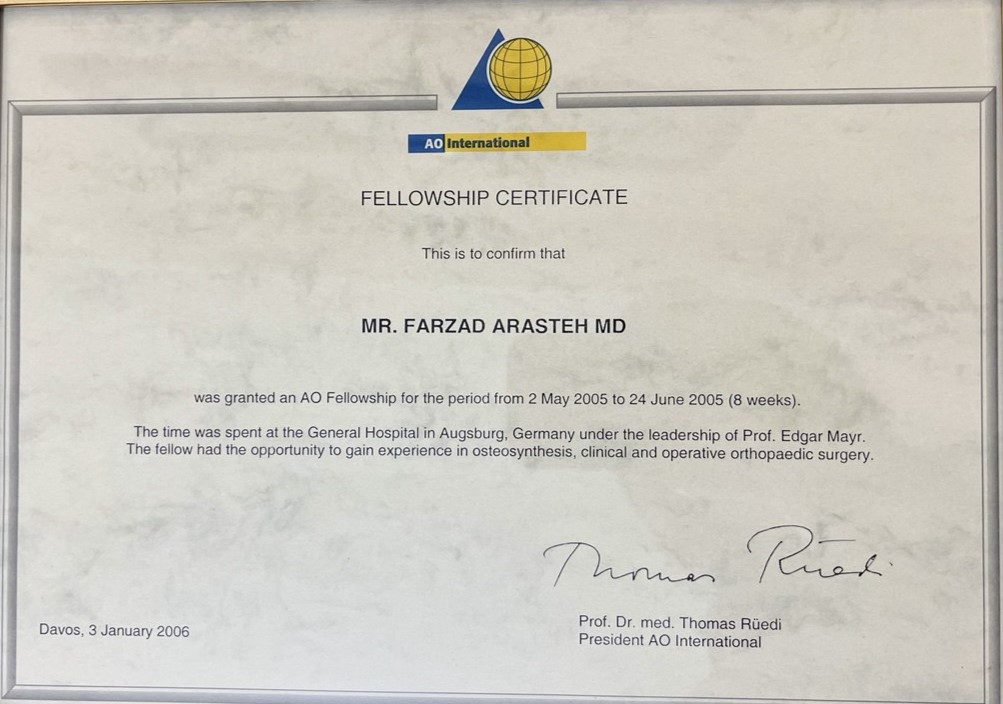 AO International
FELLOWSHIP CERTIFICATE
This is to confirm that
MR. FARZAD ARASTEH MD
was granted an AO Fellowship for the period from 2 May 2005 to 24 June 2005 (8 weeks).
The time was spent at the General Hospital in Augsburg, Germany under the leadership of Prof. Edgar Mayr.
The fellow had the opportunity to gain experience in osteosynthesis, clinical and operative orthopaedic surgery.
Thomas Rüedi
Prof. Dr. med. Thomas Rüedi
President AO International
Davos, 3 January 2006